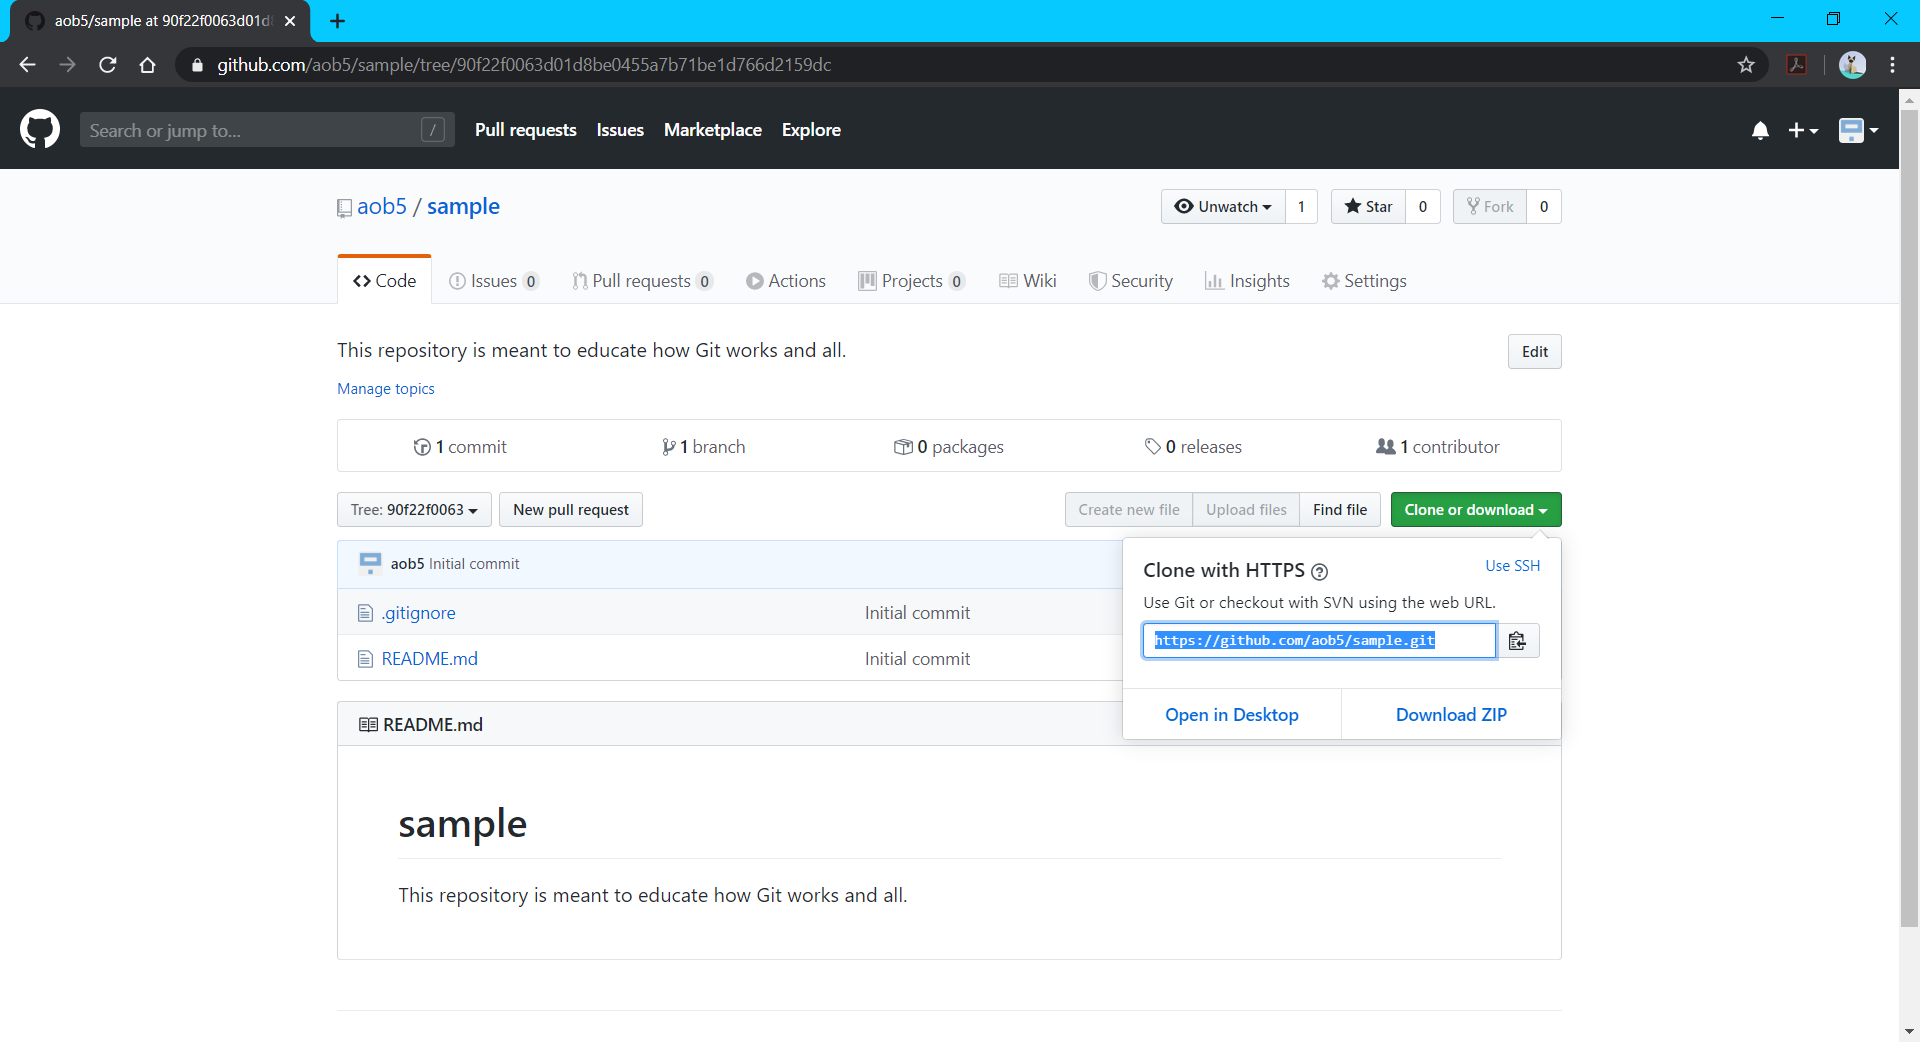 aob5/sample at 90f22f0063d01d8
github.com/aob5/sample/tree/90f22f0063d01d8be0455a7b71be1d766d2159dc
Search or jump to... / Pull requests Issues Marketplace Explore
aob5 / sample Unwatch 1 Star 0 Fork 0
Code Issues 0 Pull requests 0 Actions Projects 0 Wiki Security Insights Settings
This repository is meant to educate how Git works and all. Edit
Manage topics
1 commit 1 branch 0 packages 0 releases 1 contributor
Tree: 90f22f0063 New pull request Create new file Upload files Find file Clone or download
aob5 Initial commit
.gitignore Initial commit
README.md Initial commit
Clone with HTTPS ? Use SSH
Use Git or checkout with SVN using the web URL.
https://github.com/aob5/sample.git
Open in Desktop Download ZIP
README.md
sample
This repository is meant to educate how Git works and all.